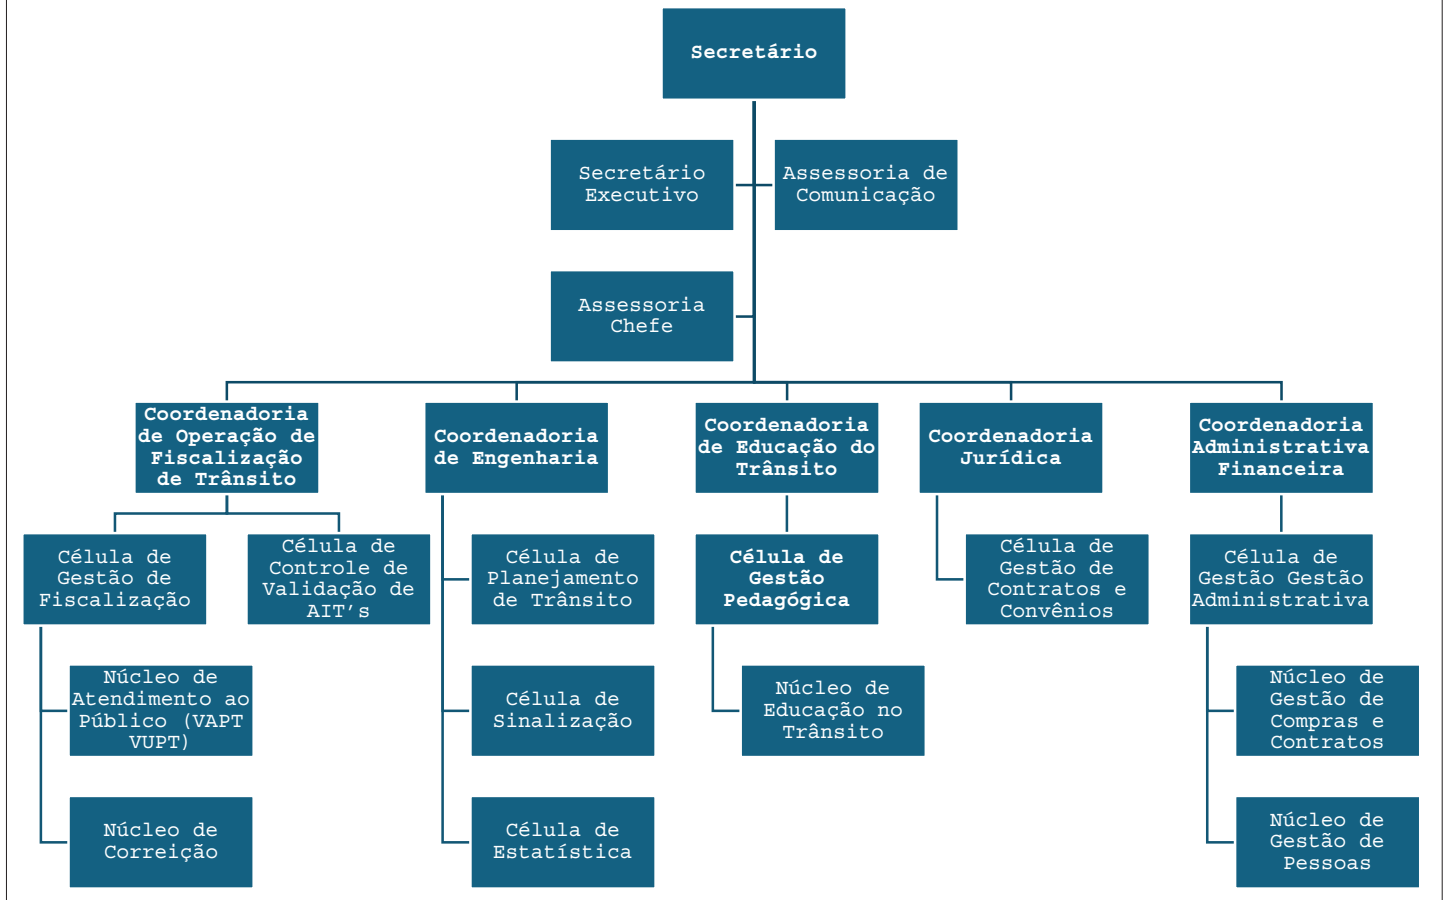 Secretário
Secretário
Executivo
Assessoria de
Comunicação
Assessoria
Chefe
Coordenadoria
de Operação de
Fiscalização
de Trânsito
Coordenadoria
de Engenharia
Coordenadoria
de Educação do
Trânsito
Coordenadoria
Jurídica
Coordenadoria
Administrativa
Financeira
Célula de
Gestão de
Fiscalização
Célula de
Controle de
Validação de
AIT’s
Célula de
Planejamento
de Trânsito
Célula de
Gestão
Pedagógica
Célula de
Gestão de
Contratos e
Convênios
Célula de
Gestão Gestão
Administrativa
Núcleo de
Atendimento ao
Público (VAPT
VUPT)
Célula de
Sinalização
Núcleo de
Educação no
Trânsito
Núcleo de
Gestão de
Compras e
Contratos
Núcleo de
Correição
Célula de
Estatística
Núcleo de
Gestão de
Pessoas